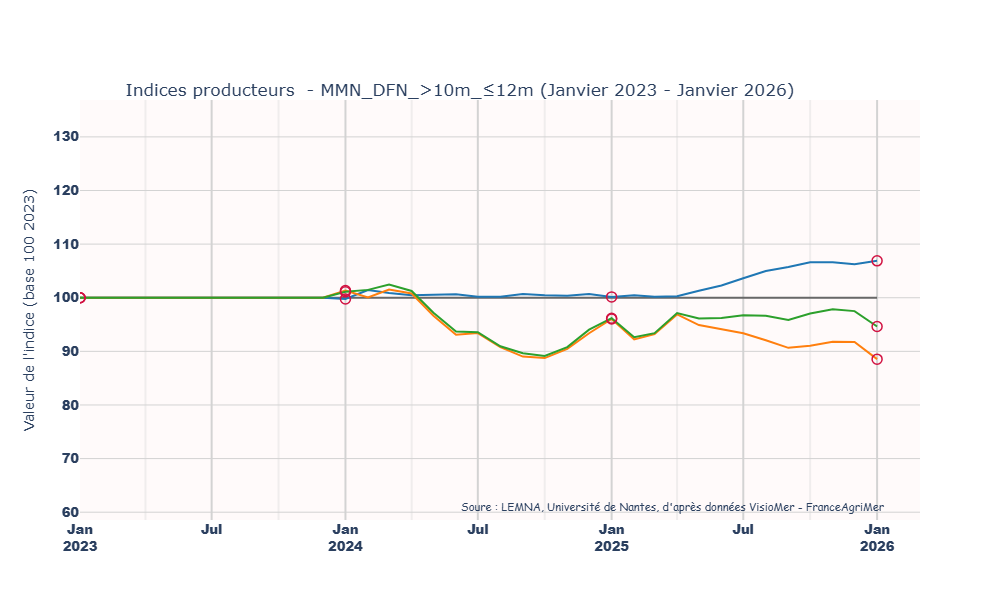 Indices producteurs - MMN_DFN_>10m_≤12m (Janvier 2023 - Janvier 2026)
Valeur de l'indice (base 100 2023)
130
120
110
100
90
80
70
60
Soure : LEMNA, Université de Nantes, d'après données VisioMer - FranceAgriMer
Jan Jul Jan Jul Jan Jul Jan
2023 2024 2025 2026